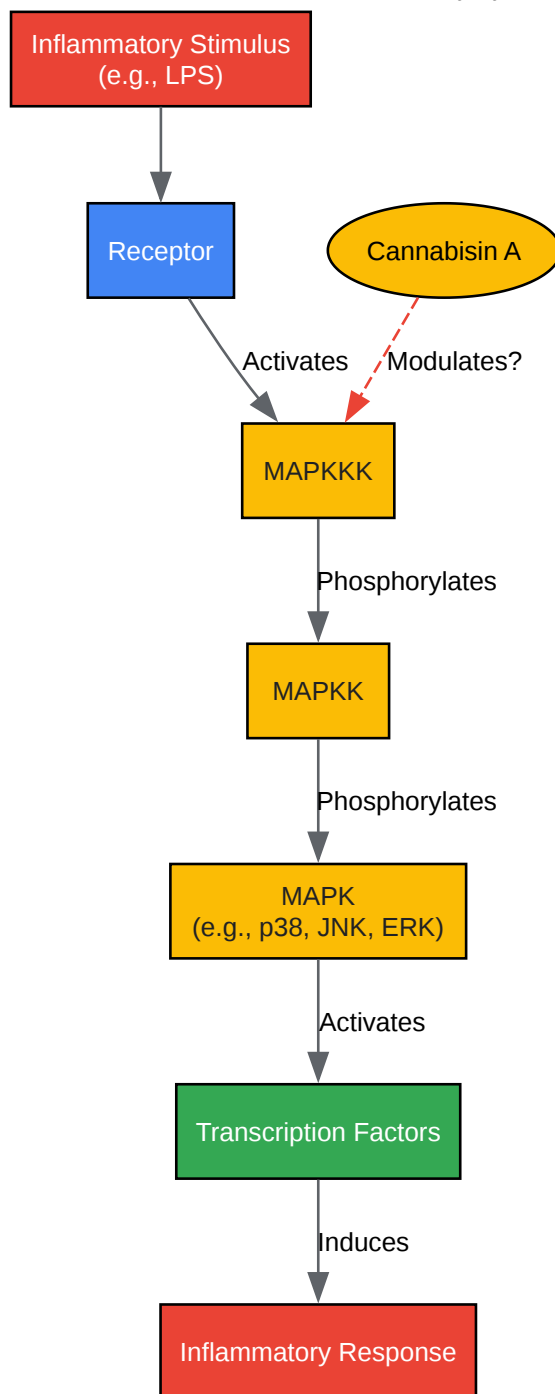 Inflammatory Stimulus
(e.g., LPS)
Receptor
Cannabisin A
Activates
Modulates?
MAPKKK
Phosphorylates
MAPKK
Phosphorylates
MAPK
(e.g., p38, JNK, ERK)
Activates
Transcription Factors
Induces
Inflammatory Response